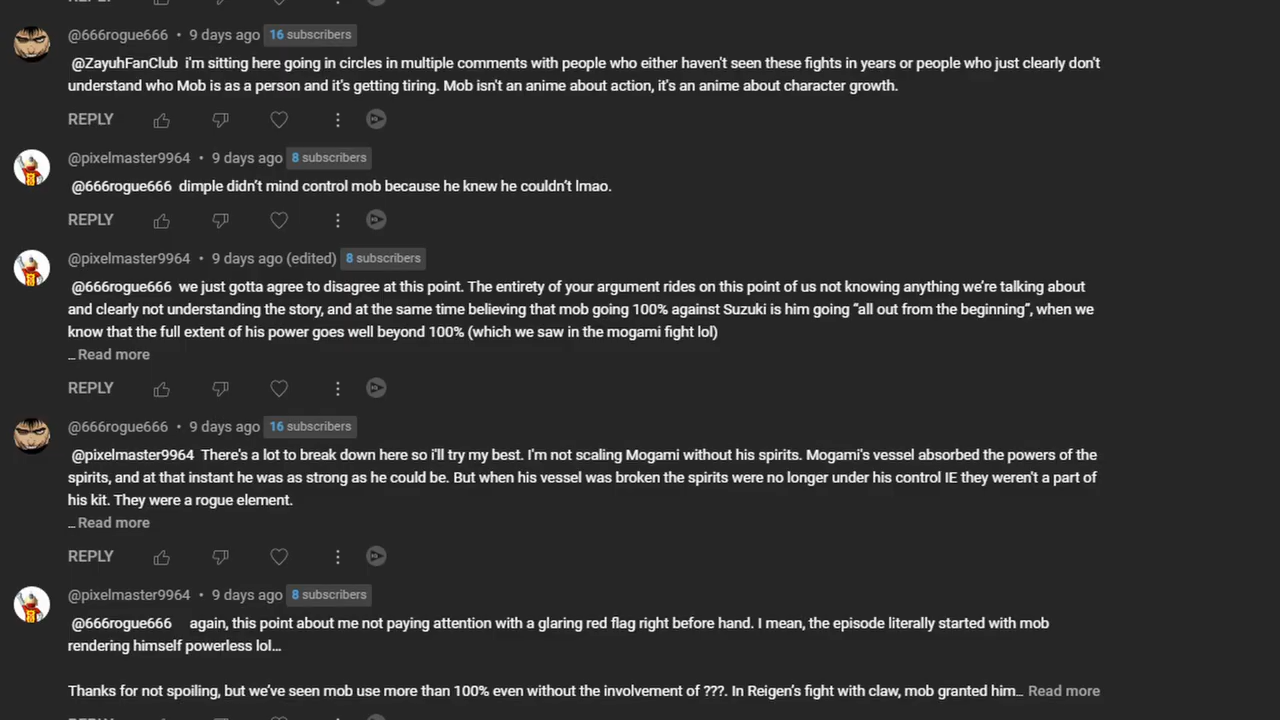 REPLY
@666rogue666 • 9 days ago 16 subscribers
@ZayuhFanClub i'm sitting here going in circles in multiple comments with people who either haven't seen these fights in years or people who just clearly don't
understand who Mob is as a person and it's getting tiring. Mob isn't an anime about action, it's an anime about character growth.
REPLY
@pixelmaster9964 • 9 days ago 8 subscribers
@666rogue666 dimple didn’t mind control mob because he knew he couldn’t lmao.
REPLY
@pixelmaster9964 • 9 days ago (edited) 8 subscribers
@666rogue666 we just gotta agree to disagree at this point. The entirety of your argument rides on this point of us not knowing anything we’re talking about
and clearly not understanding the story, and at the same time believing that mob going 100% against Suzuki is him going “all out from the beginning”, when we
know that the full extent of his power goes well beyond 100% (which we saw in the mogami fight lol)
... Read more
REPLY
@666rogue666 • 9 days ago 16 subscribers
@pixelmaster9964 There's a lot to break down here so i'll try my best. I'm not scaling Mogami without his spirits. Mogami's vessel absorbed the powers of the
spirits, and at that instant he was as strong as he could be. But when his vessel was broken the spirits were no longer under his control IE they weren't a part of
his kit. They were a rogue element.
... Read more
REPLY
@pixelmaster9964 • 9 days ago 8 subscribers
@666rogue666 again, this point about me not paying attention with a glaring red flag right before hand. I mean, the episode literally started with mob
rendering himself powerless lol...
Thanks for not spoiling, but we’ve seen mob use more than 100% even without the involvement of ???. In Reigen’s fight with claw, mob granted him... Read more
REPLY